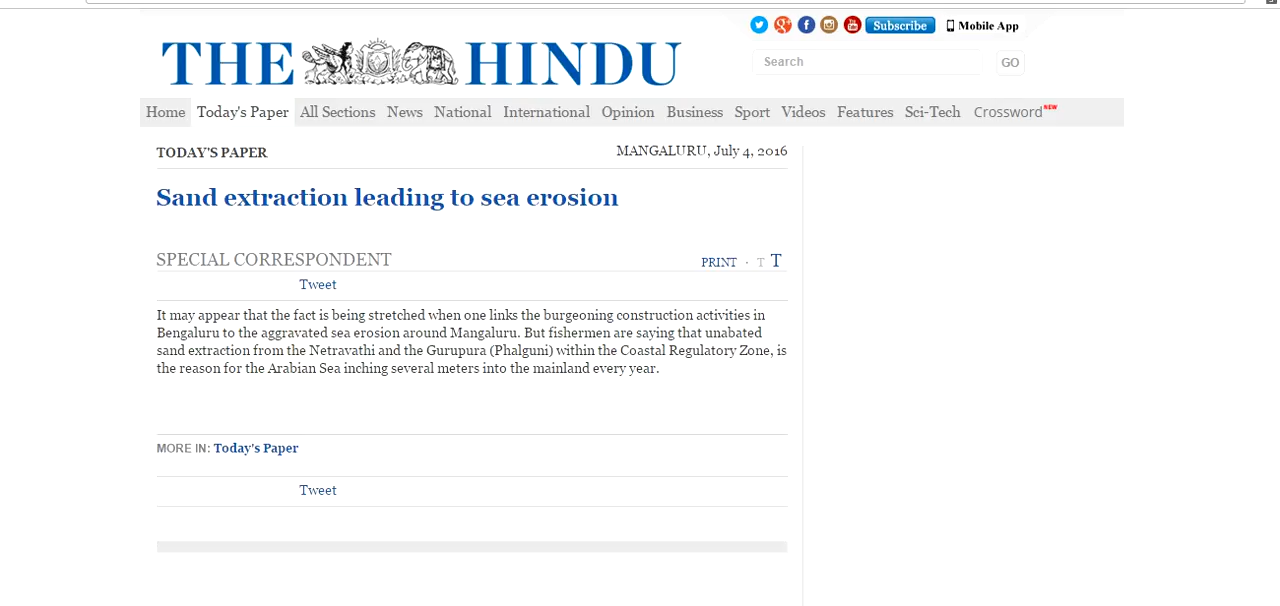 Subscribe Mobile App
THE HINDU
Search GO
Home Today's Paper All Sections News National International Opinion Business Sport Videos Features Sci-Tech Crossword NEW
TODAY'S PAPER MANGALURU, July 4, 2016
Sand extraction leading to sea erosion
SPECIAL CORRESPONDENT PRINT · T T
Tweet
It may appear that the fact is being stretched when one links the burgeoning construction activities in
Bengaluru to the aggravated sea erosion around Mangaluru. But fishermen are saying that unabated
sand extraction from the Netravathi and the Gurupura (Phalguni) within the Coastal Regulatory Zone, is
the reason for the Arabian Sea inching several meters into the mainland every year.
MORE IN: Today's Paper
Tweet